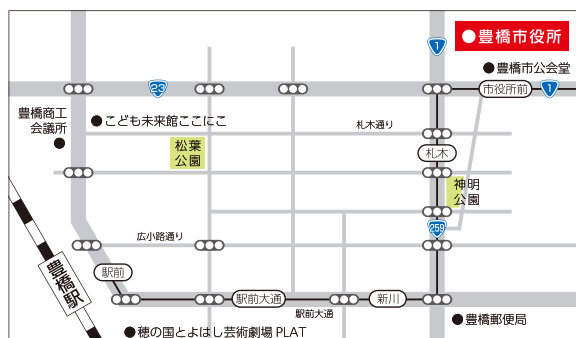 1
豊橋市役所
豊橋市公会堂
23
市役所前
1
豊橋商工
会議所
こども未来館ここにこ
札木通り
松葉
公園
札木
神明
公園
259
広小路通り
駅前
豊橋駅
駅前大通
新川
駅前大通
豊橋郵便局
穂の国とよはし芸術劇場 PLAT